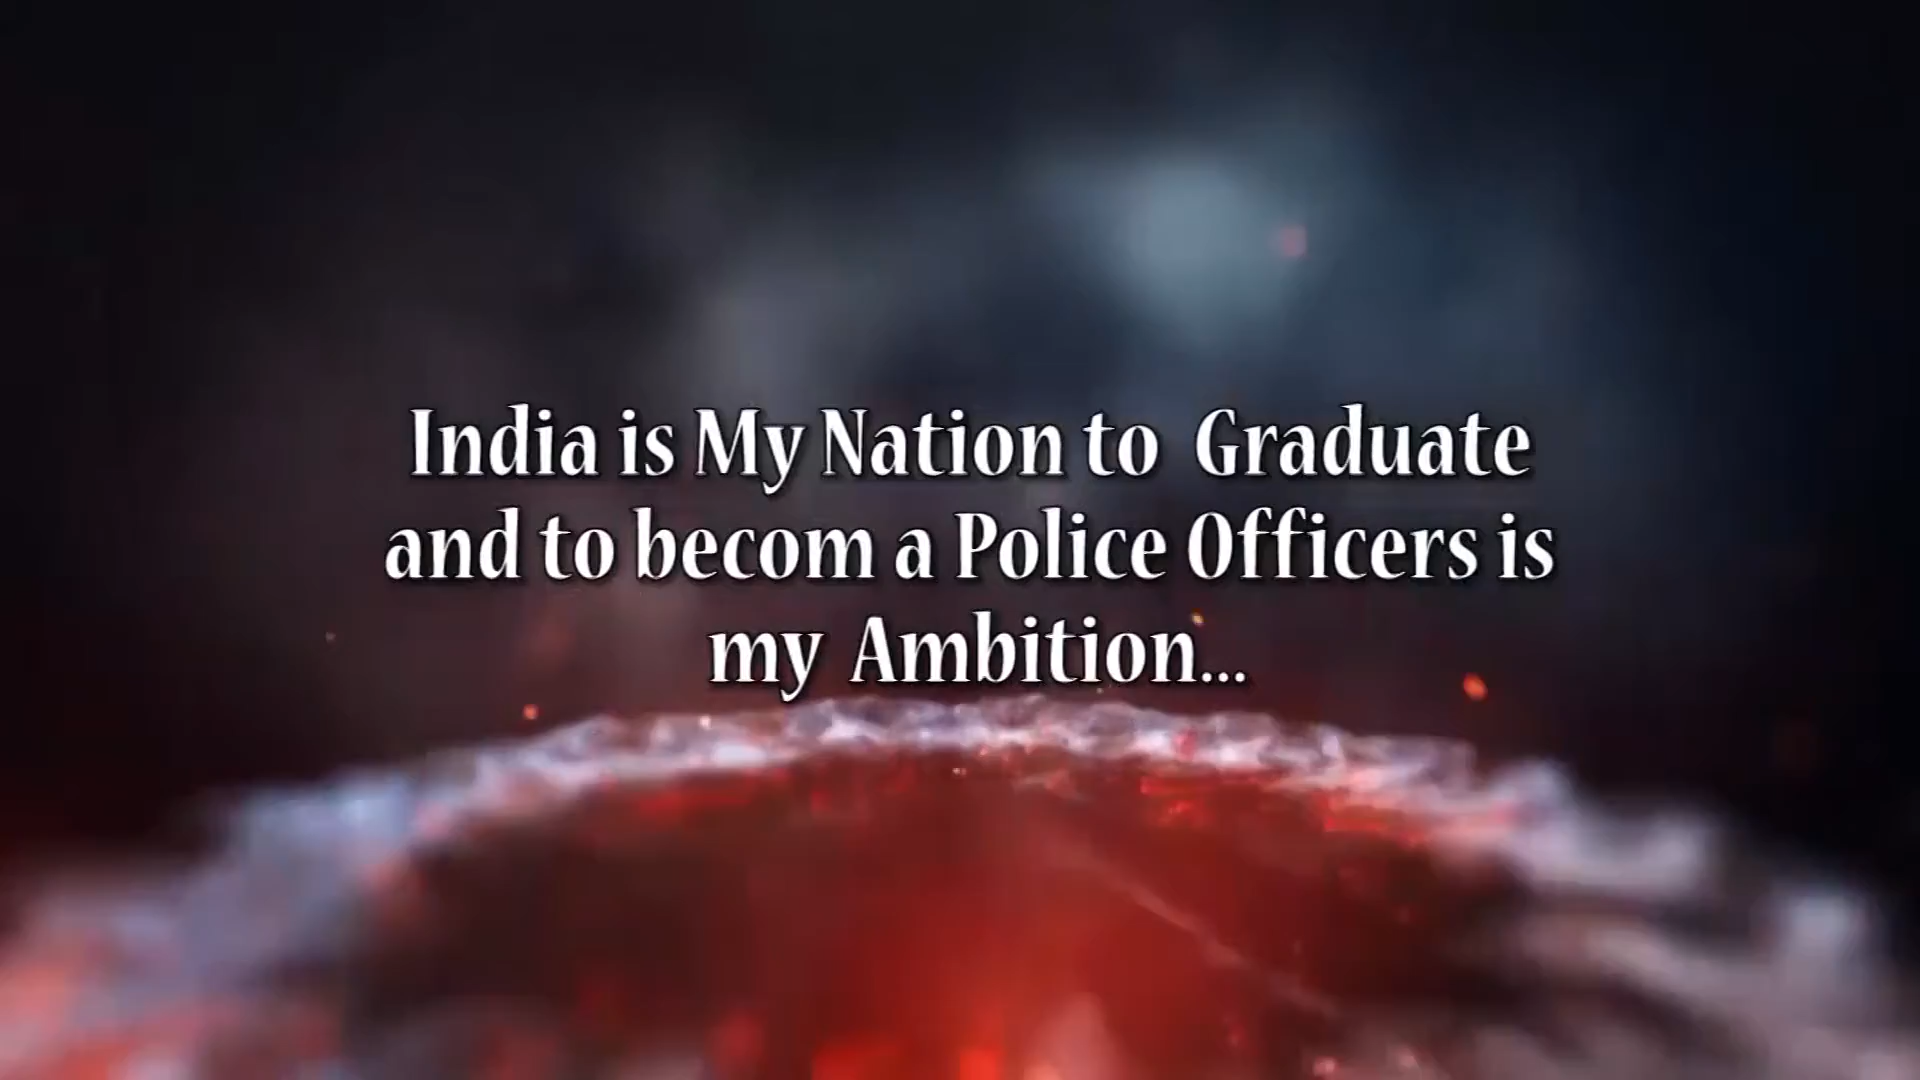 India is My Nation to Graduate
and to becom a Police Officers is
my Ambition...